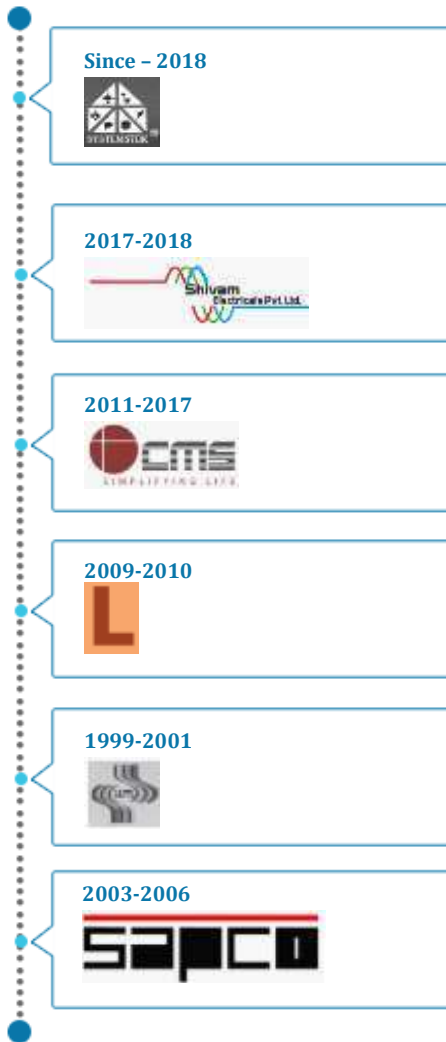 Since – 2018
SYSTEMSTEK
2017-2018
Shivam
Electricals Pvt. Ltd.
2011-2017
CMS
SIMPLIFYING LIFE
2009-2010
L
1999-2001
2003-2006
sapco